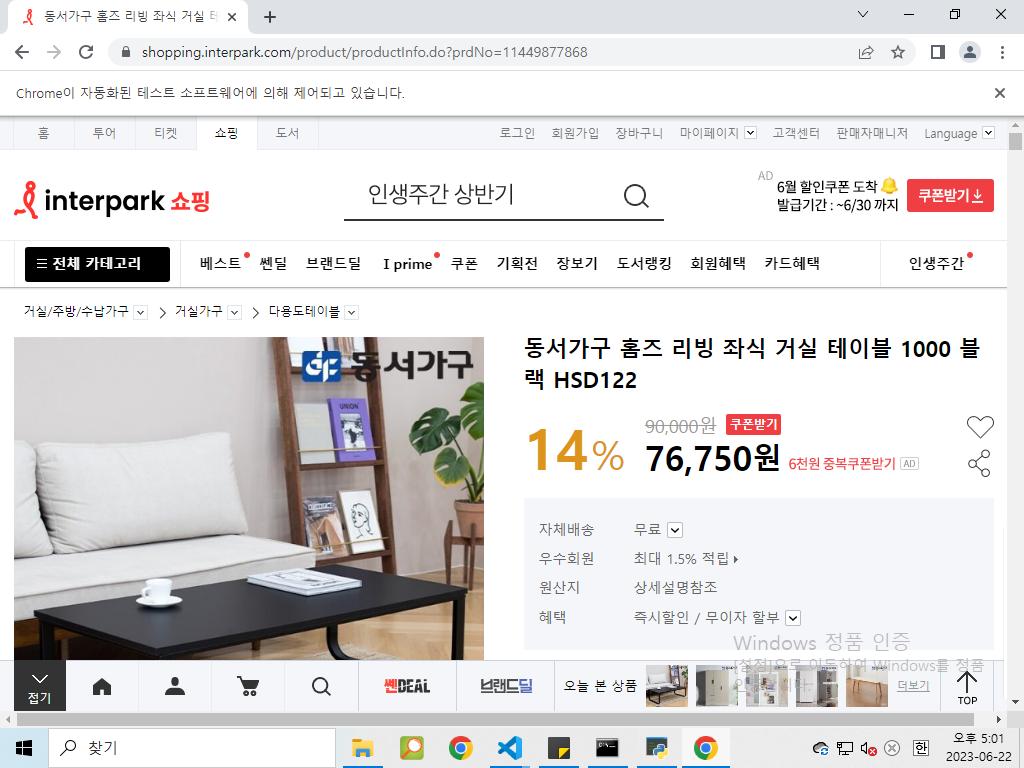 동서가구 홈즈 리빙 좌식 거실 테
shopping.interpark.com/product/productInfo.do?prdNo=11449877868
Chrome이 자동화된 테스트 소프트웨어에 의해 제어되고 있습니다.
홈 투어 티켓 쇼핑 도서 로그인 회원가입 장바구니 마이페이지 고객센터 판매자매니저 Language
interpark 쇼핑
인생주간 상반기
AD
6월 할인쿠폰 도착
발급기간 : ~6/30 까지
쿠폰받기
전체 카테고리 베스트 쎈딜 브랜드딜 I prime 쿠폰 기획전 장보기 도서랭킹 회원혜택 카드혜택 인생주간
거실/주방/수납가구 거실가구 다용도테이블
동서가구
UNION
동서가구 홈즈 리빙 좌식 거실 테이블 1000 블
랙 HSD122
14%
90,000원 쿠폰받기
76,750원 6천원 중복쿠폰받기 AD
자체배송 무료
우수회원 최대 1.5% 적립
원산지 상세설명참조
혜택 즉시할인 / 무이자 할부
Windows 정품 인증
[설정]으로 이동하여 Windows를 정품
접기
쎈DEAL
브랜드딜
오늘 본 상품
더보기
TOP
찾기
한
오후 5:01
2023-06-22